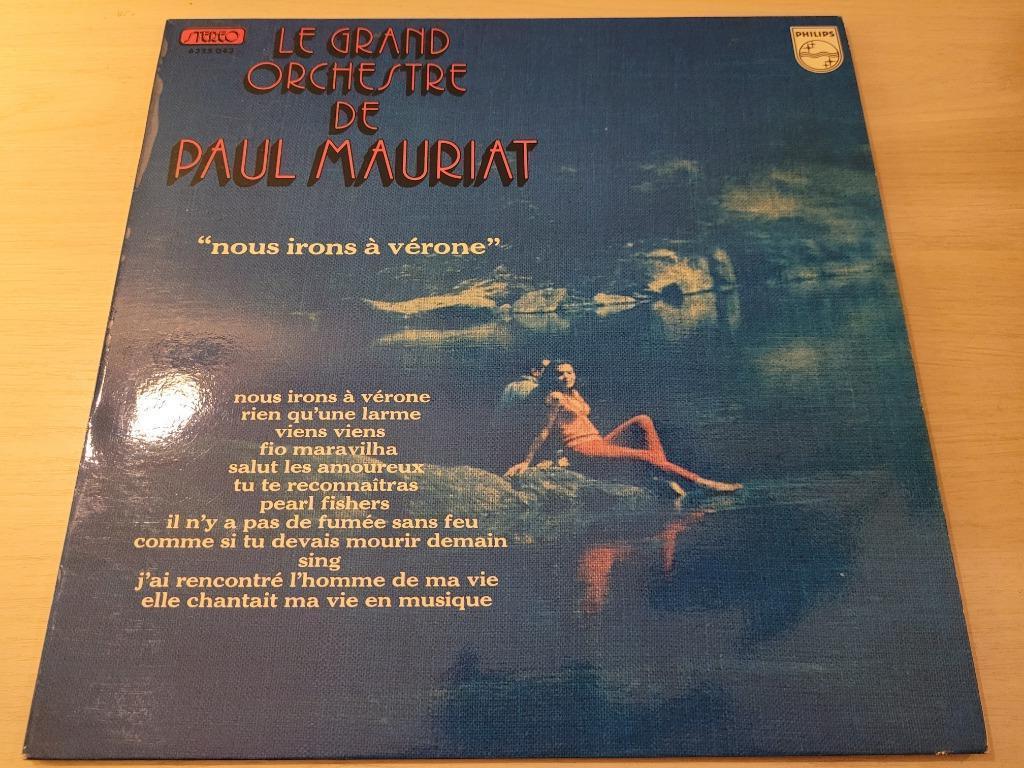 STEREO
6325 042
PHILIPS
LE GRAND
ORCHESTRE
DE
PAUL MAURIAT
“nous irons à vérone”
nous irons à vérone
rien qu'une larme
viens viens
fio maravilha
salut les amoureux
tu te reconnaîtras
pearl fishers
il n'y a pas de fumée sans feu
comme si tu devais mourir demain
sing
j'ai rencontré l'homme de ma vie
elle chantait ma vie en musique